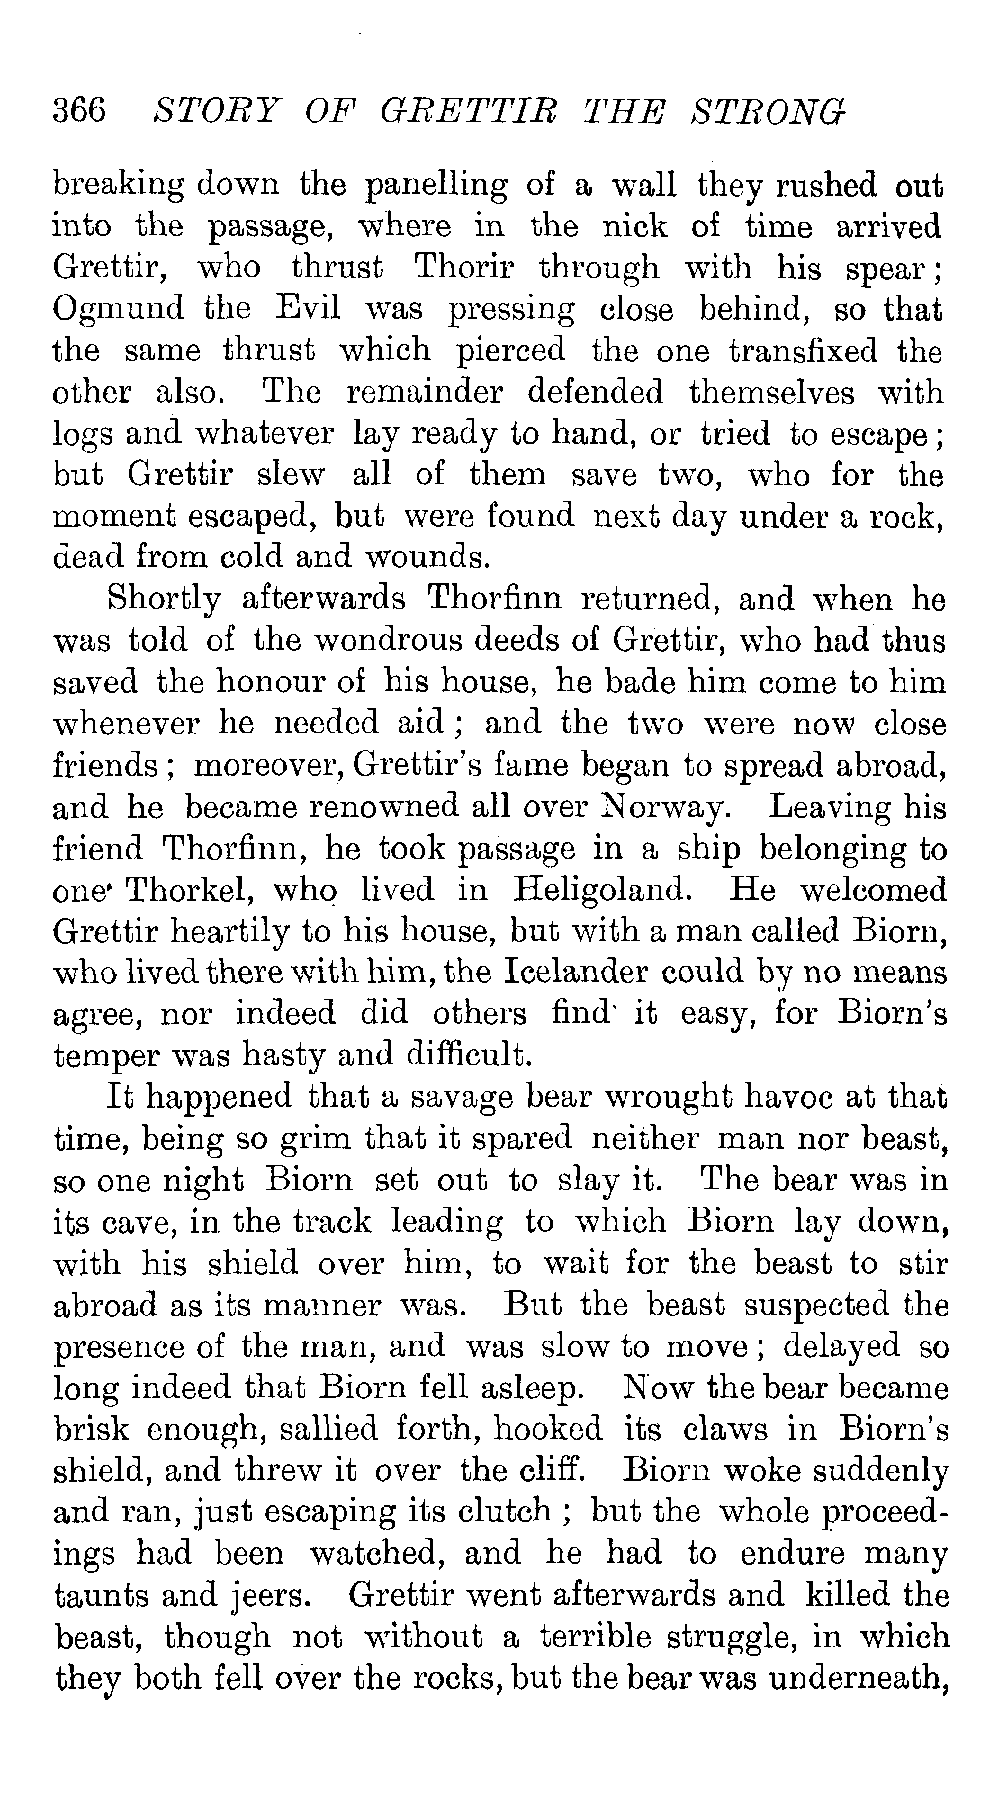 366 STORY OF GRETTIR THE STRONG
breaking down the panelling of a wall they rushed out
into the passage, where in the nick of time arrived
Grettir, who thrust Thorir through with his spear;
Ogmund the Evil was pressing close behind, so that
the same thrust which pierced the one transfixed the
other also. The remainder defended themselves with
logs and whatever lay ready to hand, or tried to escape;
but Grettir slew all of them save two, who for the
moment escaped, but were found next day under a rock,
dead from cold and wounds.
Shortly afterwards Thorfinn returned, and when he
was told of the wondrous deeds of Grettir, who had thus
saved the honour of his house, he bade him come to him
whenever he needed aid; and the two were now close
friends; moreover, Grettir's fame began to spread abroad,
and he became renowned all over Norway. Leaving his
friend Thorfinn, he took passage in a ship belonging to
one Thorkel, who lived in Heligoland. He welcomed
Grettir heartily to his house, but with a man called Biorn,
who lived there with him, the Icelander could by no means
agree, nor indeed did others find it easy, for Biorn's
temper was hasty and difficult.
It happened that a savage bear wrought havoc at that
time, being so grim that it spared neither man nor beast,
so one night Biorn set out to slay it. The bear was in
its cave, in the track leading to which Biorn lay down,
with his shield over him, to wait for the beast to stir
abroad as its manner was. But the beast suspected the
presence of the man, and was slow to move; delayed so
long indeed that Biorn fell asleep. Now the bear became
brisk enough, sallied forth, hooked its claws in Biorn's
shield, and threw it over the cliff. Biorn woke suddenly
and ran, just escaping its clutch; but the whole proceed-
ings had been watched, and he had to endure many
taunts and jeers. Grettir went afterwards and killed the
beast, though not without a terrible struggle, in which
they both fell over the rocks, but the bear was underneath,